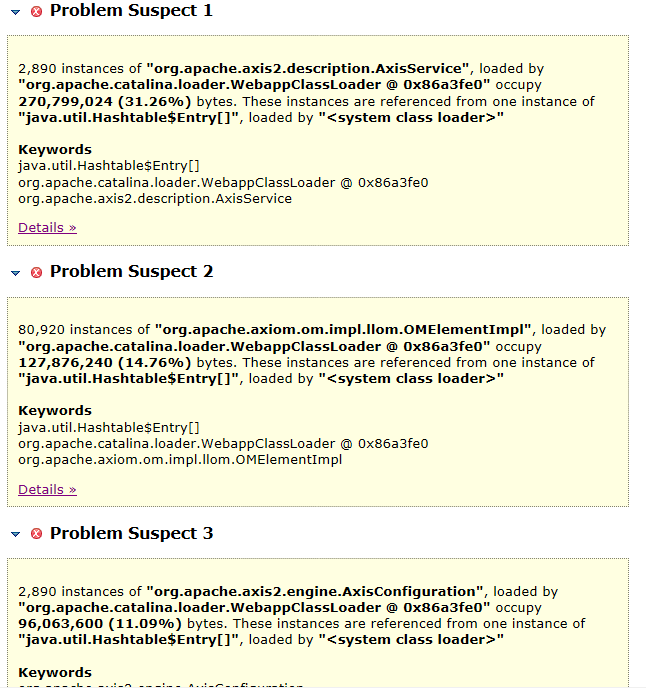 Problem Suspect 1
2,890 instances of "org.apache.axis2.description.AxisService", loaded by
"org.apache.catalina.loader.WebappClassLoader @ 0x86a3fe0" occupy
270,799,024 (31.26%) bytes. These instances are referenced from one instance of
"java.util.Hashtable$Entry[]", loaded by "<system class loader>"
Keywords
java.util.Hashtable$Entry[]
org.apache.catalina.loader.WebappClassLoader @ 0x86a3fe0
org.apache.axis2.description.AxisService
Details »
Problem Suspect 2
80,920 instances of "org.apache.axiom.om.impl.llom.OMElementImpl", loaded by
"org.apache.catalina.loader.WebappClassLoader @ 0x86a3fe0" occupy
127,876,240 (14.76%) bytes. These instances are referenced from one instance of
"java.util.Hashtable$Entry[]", loaded by "<system class loader>"
Keywords
java.util.Hashtable$Entry[]
org.apache.catalina.loader.WebappClassLoader @ 0x86a3fe0
org.apache.axiom.om.impl.llom.OMElementImpl
Details »
Problem Suspect 3
2,890 instances of "org.apache.axis2.engine.AxisConfiguration", loaded by
"org.apache.catalina.loader.WebappClassLoader @ 0x86a3fe0" occupy
96,063,600 (11.09%) bytes. These instances are referenced from one instance of
"java.util.Hashtable$Entry[]", loaded by "<system class loader>"
Keywords
org.apache.axis2.engine.AxisConfiguration